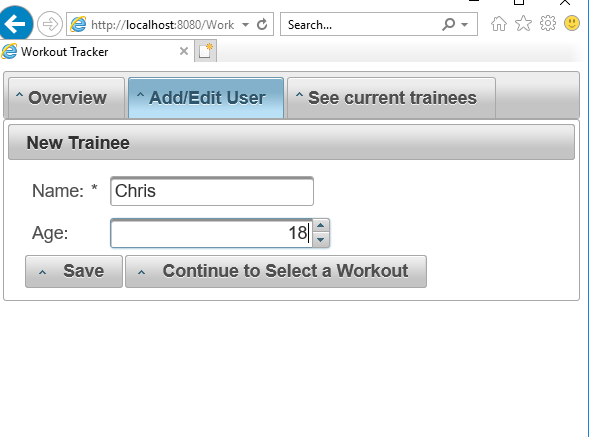 http://localhost:8080/Work
Search...
Workout Tracker
Overview
Add/Edit User
See current trainees
New Trainee
Name: * Chris
Age: 18
Save
Continue to Select a Workout